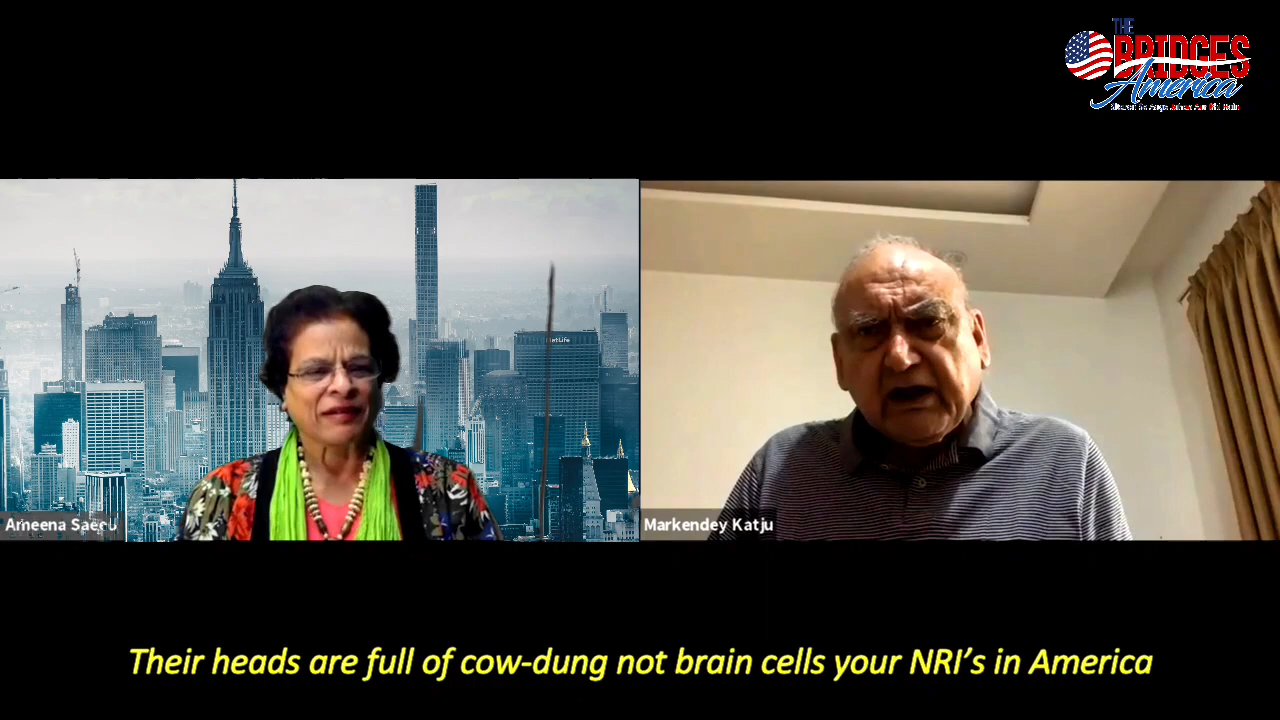 THE
BRIDGES
America
MetLife
Ameena Saeed
Markendey Katju
Their heads are full of cow-dung not brain cells your NRI’s in America